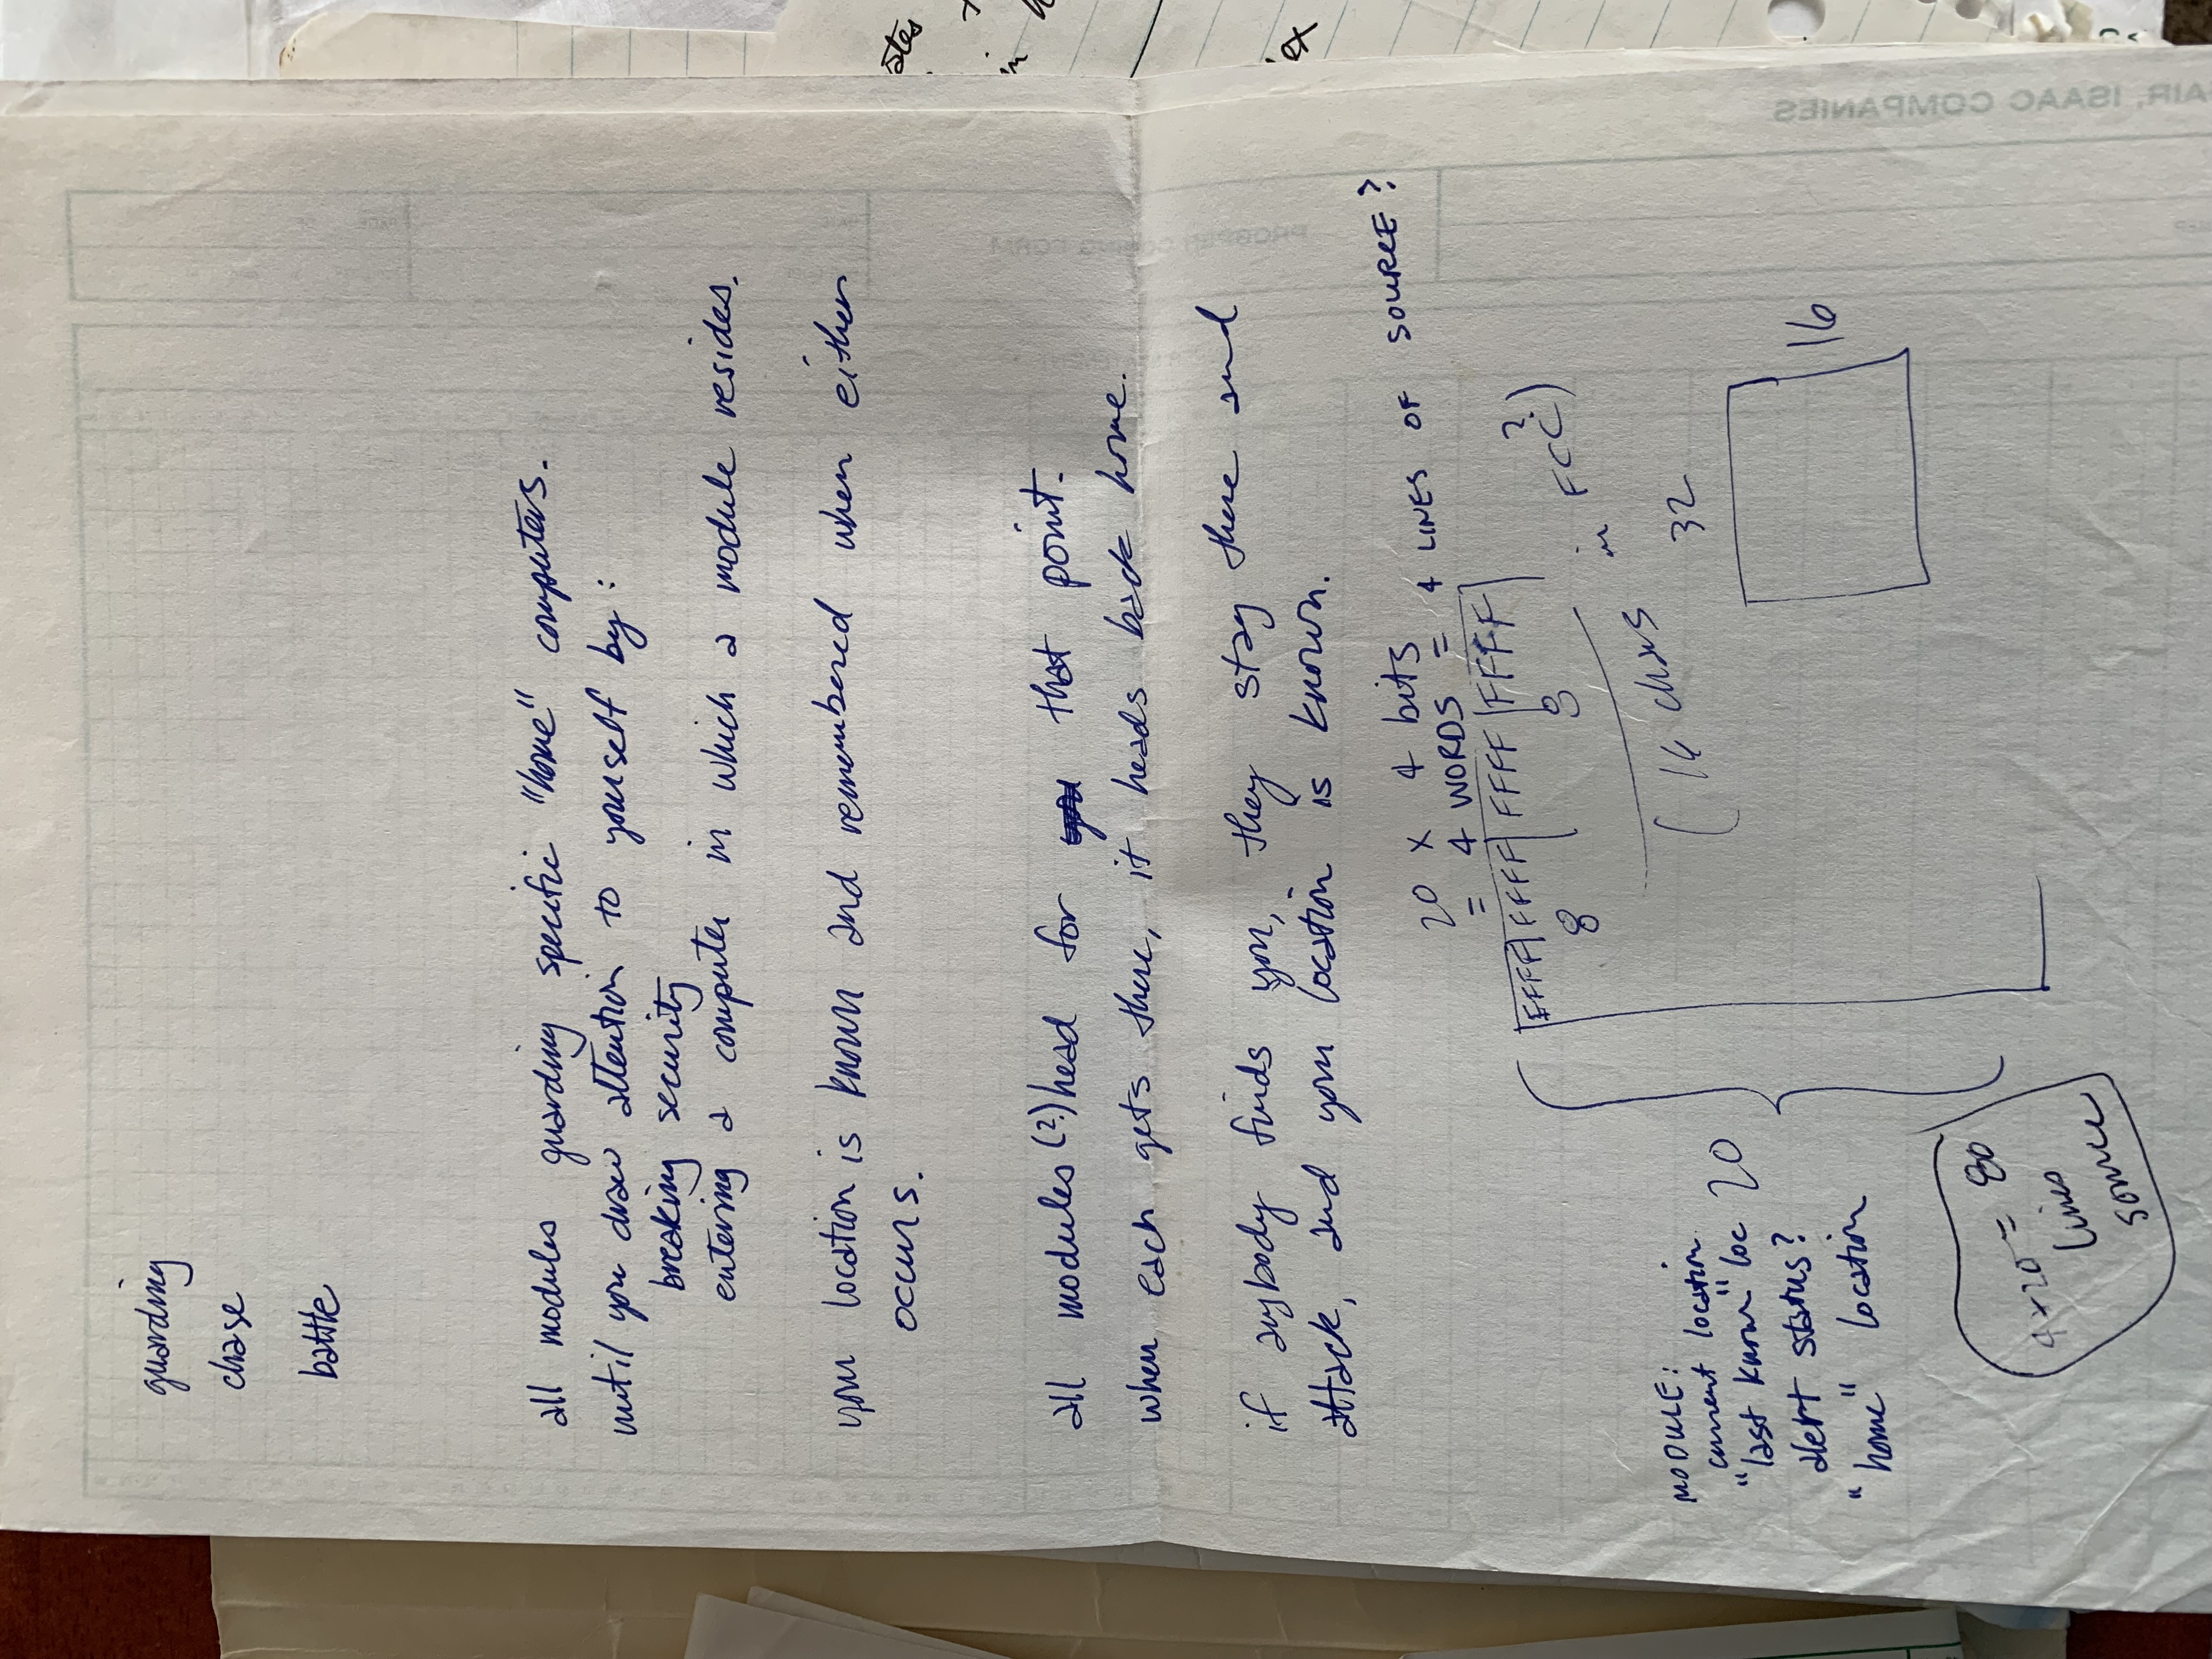 guarding
chase
battle
all modules guarding specific "home" computers.
until you draw attention to yourself by:
breaking security
entering a computer in which a module resides.
your location is known and remembered when either
occurs.
all modules (?) head for you that point.
when each gets there, it heads back home.
if anybody finds you, they stay there and
attack, and your location is known.
20 x 4 bits
= 4 WORDS = 4 LINES OF SOURCE?
FFFF FFFF FFFF FFFF
8 8
(16 chars in FCC?)
32
16
MODULE:
current location
"last known" loc
alert status?
"home" location
20
4x20 = 80
lines
source
ISAAC COMPANIES
ates
in
ex